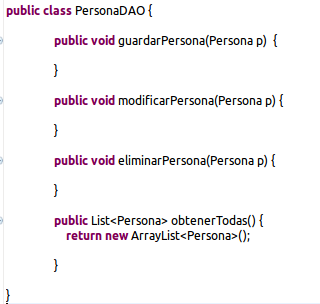 public class PersonaDAO {
public void guardarPersona(Persona p) {
}
public void modificarPersona(Persona p) {
}
public void eliminarPersona(Persona p) {
}
public List<Persona> obtenerTodas() {
return new ArrayList<Persona>();
}
}